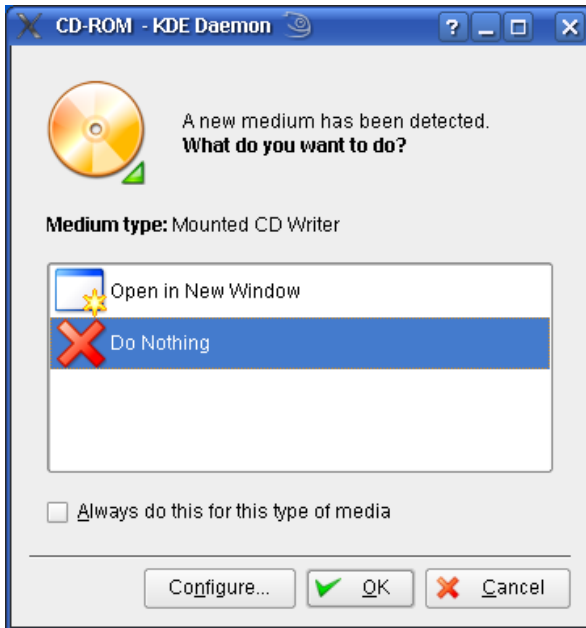 CD-ROM - KDE Daemon
?
A new medium has been detected.
What do you want to do?
Medium type: Mounted CD Writer
Open in New Window
Do Nothing
Always do this for this type of media
Configure... OK Cancel